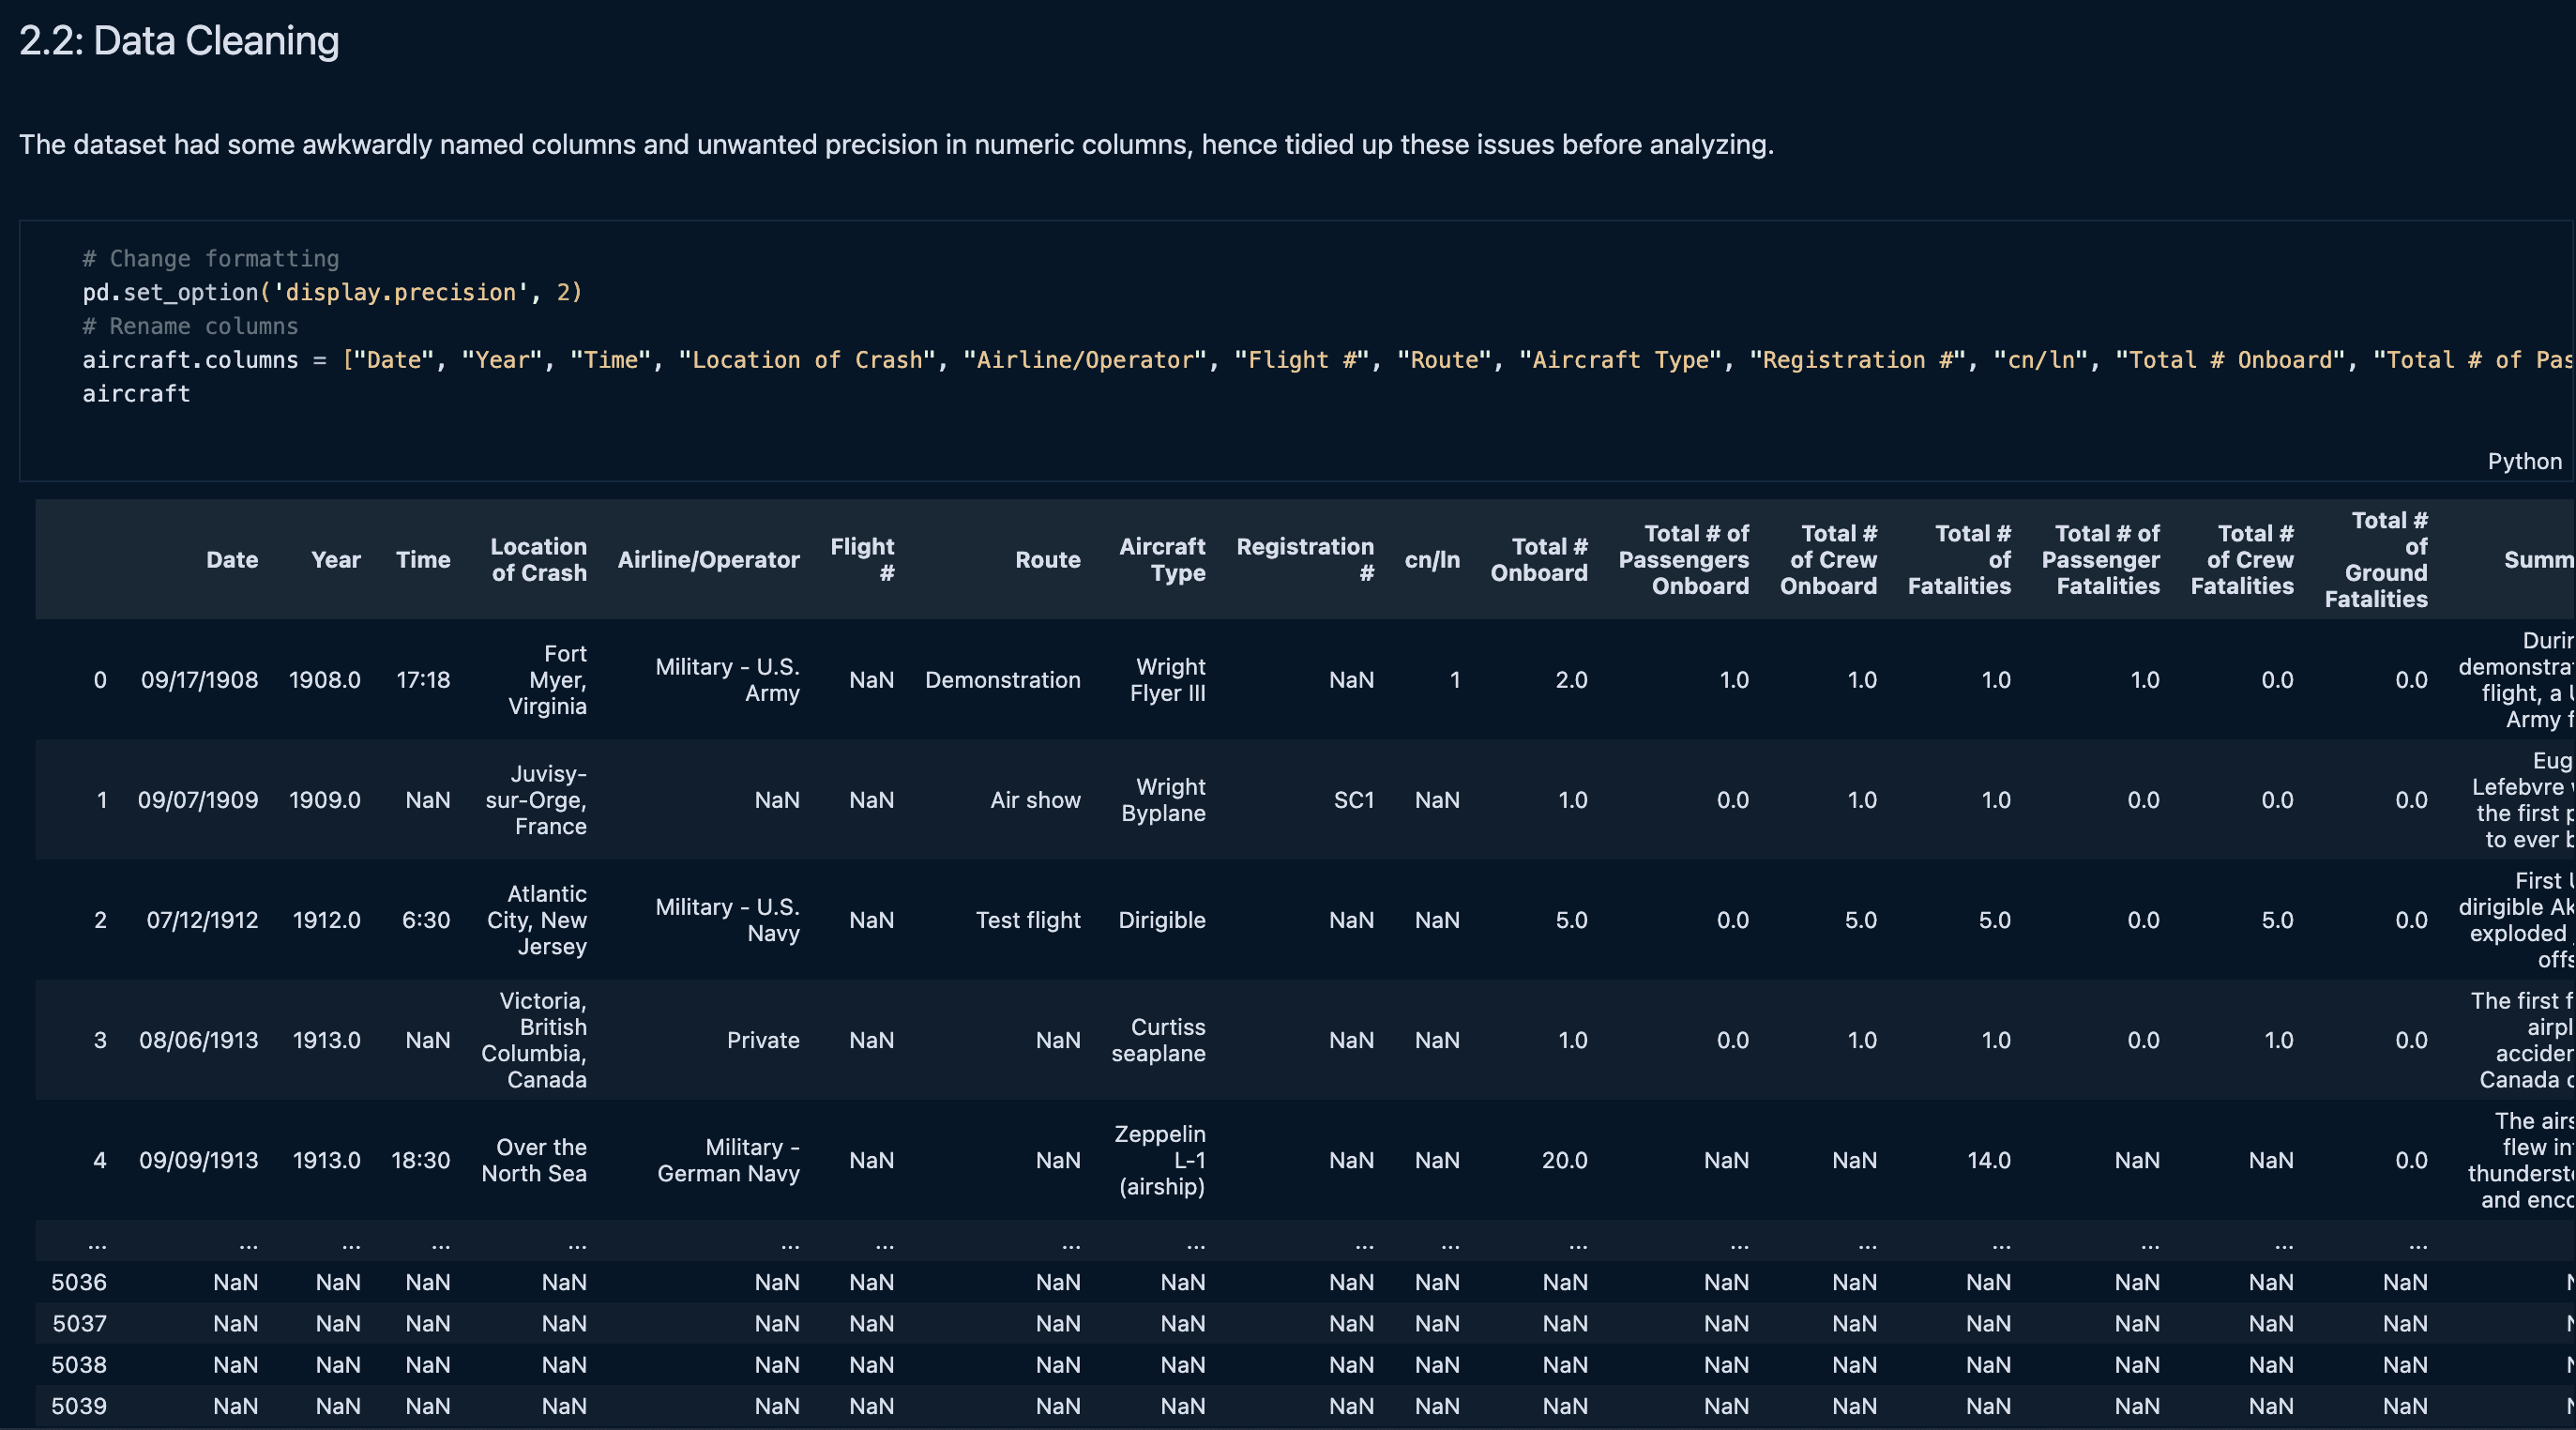 2.2: Data Cleaning
The dataset had some awkwardly named columns and unwanted precision in numeric columns, hence tidied up these issues before analyzing.
# Change formatting
pd.set_option('display.precision', 2)
# Rename columns
aircraft.columns = ["Date", "Year", "Time", "Location of Crash", "Airline/Operator", "Flight #", "Route", "Aircraft Type", "Registration #", "cn/ln", "Total # Onboard", "Total # of Pas
aircraft
Python
Date Year Time Location of Crash Airline/Operator Flight # Route Aircraft Type Registration # cn/ln Total # Onboard Total # of Passengers Onboard Total # of Crew Onboard Total # of Fatalities Total # of Passenger Fatalities Total # of Crew Fatalities Total # of Ground Fatalities Summ
0 09/17/1908 1908.0 17:18 Fort Myer, Virginia Military - U.S. Army NaN Demonstration Wright Flyer III NaN 1 2.0 1.0 1.0 1.0 1.0 0.0 0.0 Durin demonstra flight, a U Army f
1 09/07/1909 1909.0 NaN Juvisy-sur-Orge, France NaN NaN Air show Wright Byplane SC1 NaN 1.0 0.0 1.0 1.0 0.0 0.0 0.0 Eug Lefebvre the first p to ever b
2 07/12/1912 1912.0 6:30 Atlantic City, New Jersey Military - U.S. Navy NaN Test flight Dirigible NaN NaN 5.0 0.0 5.0 5.0 0.0 5.0 0.0 First U dirigible Ak exploded offs
3 08/06/1913 1913.0 NaN Victoria, British Columbia, Canada Private NaN NaN Curtiss seaplane NaN NaN 1.0 0.0 1.0 1.0 0.0 1.0 0.0 The first f airpl acciden Canada
4 09/09/1913 1913.0 18:30 Over the North Sea Military - German Navy NaN NaN Zeppelin L-1 (airship) NaN NaN 20.0 NaN NaN 14.0 NaN NaN 0.0 The airs flew in thunderst and enc
... ... ... ... ... ... ... ... ... ... ... ... ... ... ... ... ... ...
5036 NaN NaN NaN NaN NaN NaN NaN NaN NaN NaN NaN NaN NaN NaN NaN NaN NaN
5037 NaN NaN NaN NaN NaN NaN NaN NaN NaN NaN NaN NaN NaN NaN NaN NaN NaN
5038 NaN NaN NaN NaN NaN NaN NaN NaN NaN NaN NaN NaN NaN NaN NaN NaN NaN
5039 NaN NaN NaN NaN NaN NaN NaN NaN NaN NaN NaN NaN NaN NaN NaN NaN NaN